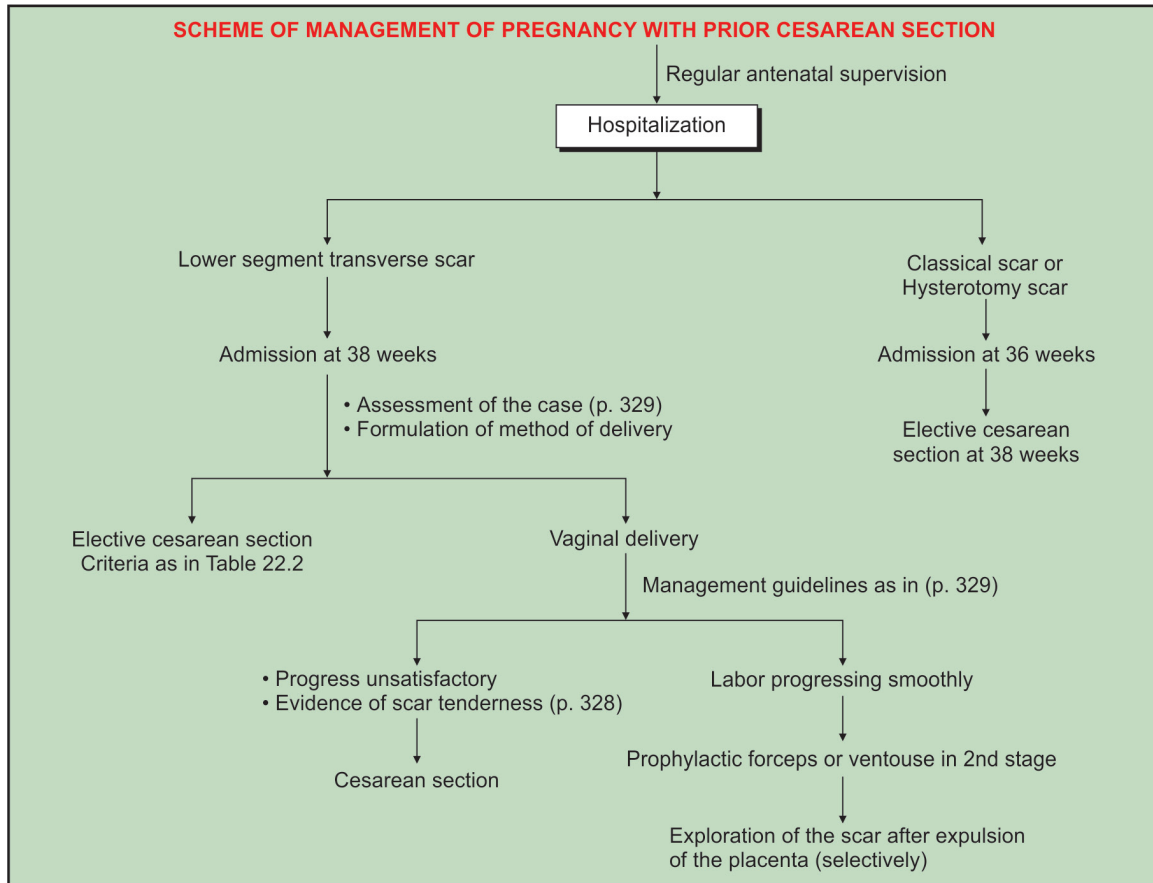 SCHEME OF MANAGEMENT OF PREGNANCY WITH PRIOR CESAREAN SECTION
Regular antenatal supervision
Hospitalization
Lower segment transverse scar
Classical scar or
Hysterotomy scar
Admission at 38 weeks
Admission at 36 weeks
• Assessment of the case (p. 329)
• Formulation of method of delivery
Elective cesarean
section at 38 weeks
Elective cesarean section
Criteria as in Table 22.2
Vaginal delivery
Management guidelines as in (p. 329)
• Progress unsatisfactory
• Evidence of scar tenderness (p. 328)
Labor progressing smoothly
Cesarean section
Prophylactic forceps or ventouse in 2nd stage
Exploration of the scar after expulsion
of the placenta (selectively)